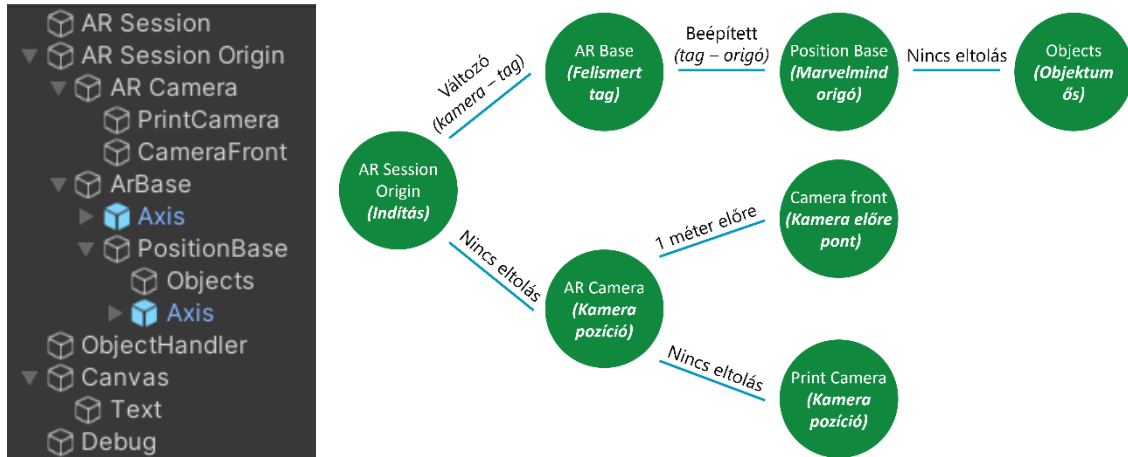 AR Session
AR Session Origin
AR Camera
PrintCamera
CameraFront
ArBase
Axis
PositionBase
Objects
Axis
ObjectHandler
Canvas
Text
Debug
AR Session
Origin
(Indítás)
Változó
(kamera – tag)
AR Base
(Felismert
tag)
Beépített
(tag – origó)
Position Base
(Marvelmind
origó)
Nincs eltolás
Objects
(Objektum
ős)
Nincs eltolás
AR Camera
(Kamera
pozíció)
1 méter előre
Camera front
(Kamera előre
pont)
Nincs eltolás
Print Camera
(Kamera
pozíció)